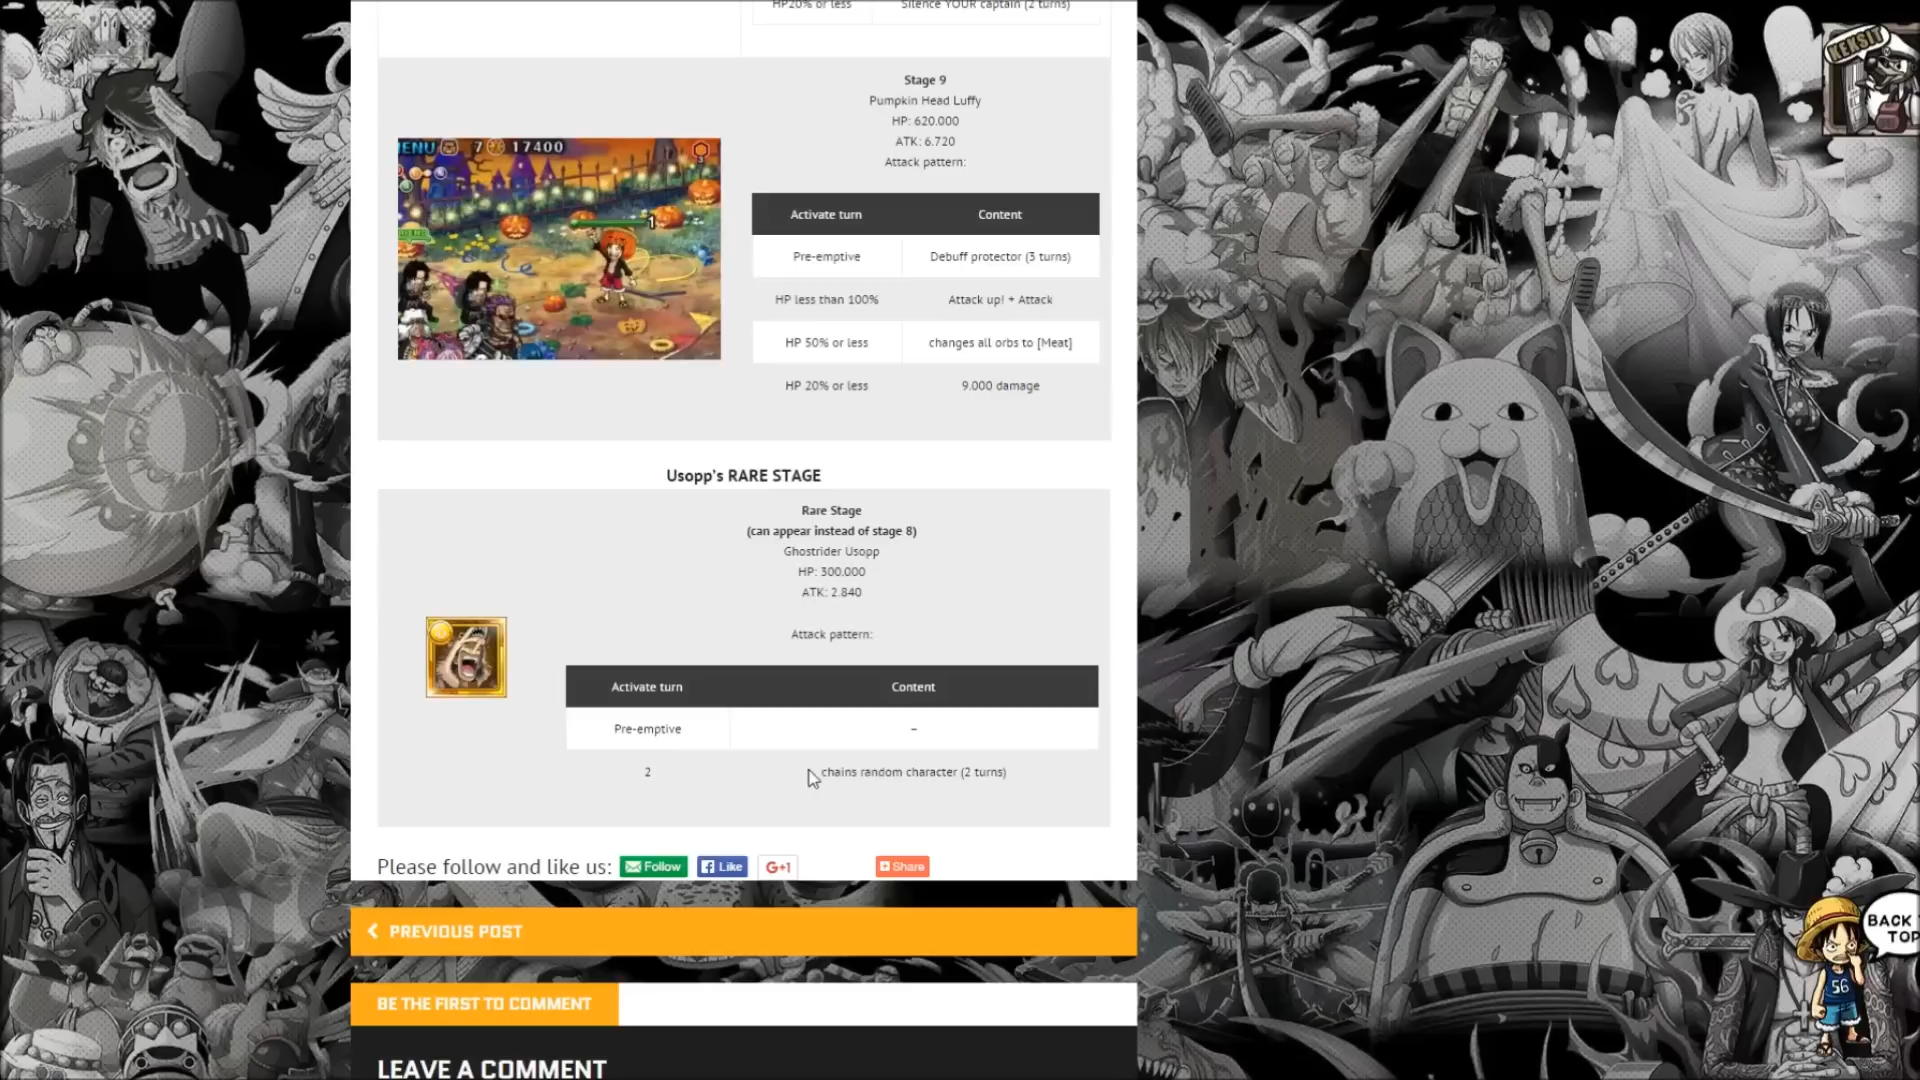 HP20% or less Silence YOUR captain (2 turns)
KEKSIT
Stage 9
Pumpkin Head Luffy
HP: 620.000
ATK: 6.720
Attack pattern:
MENU 7 17400
3
1
Activate turn Content
Pre-emptive Debuff protector (3 turns)
HP less than 100% Attack up! + Attack
HP 50% or less changes all orbs to [Meat]
HP 20% or less 9.000 damage
Usopp's RARE STAGE
Rare Stage
(can appear instead of stage 8)
Ghostrider Usopp
HP: 300.000
ATK: 2.840
Attack pattern:
Activate turn Content
Pre-emptive –
2 chains random character (2 turns)
Please follow and like us: Follow Like G+1 Share
PREVIOUS POST
BACK
TOP
56
BE THE FIRST TO COMMENT
LEAVE A COMMENT